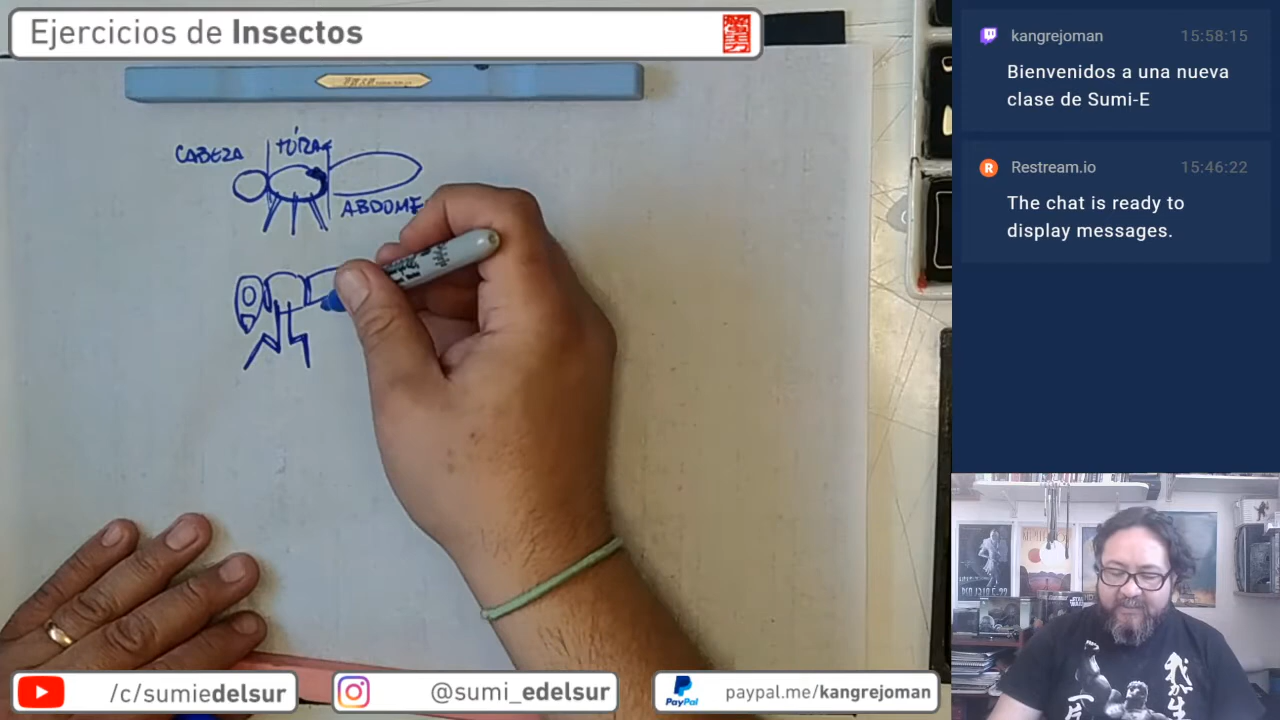 Ejercicios de Insectos
kangrejoman 15:58:15
Bienvenidos a una nueva
clase de Sumi-E
Restream.io 15:46:22
The chat is ready to
display messages.
CABEZA
TÓRAX
ABDOME
/c/sumiedelsur
@sumi_edelsur
PayPal
paypal.me/kangrejoman